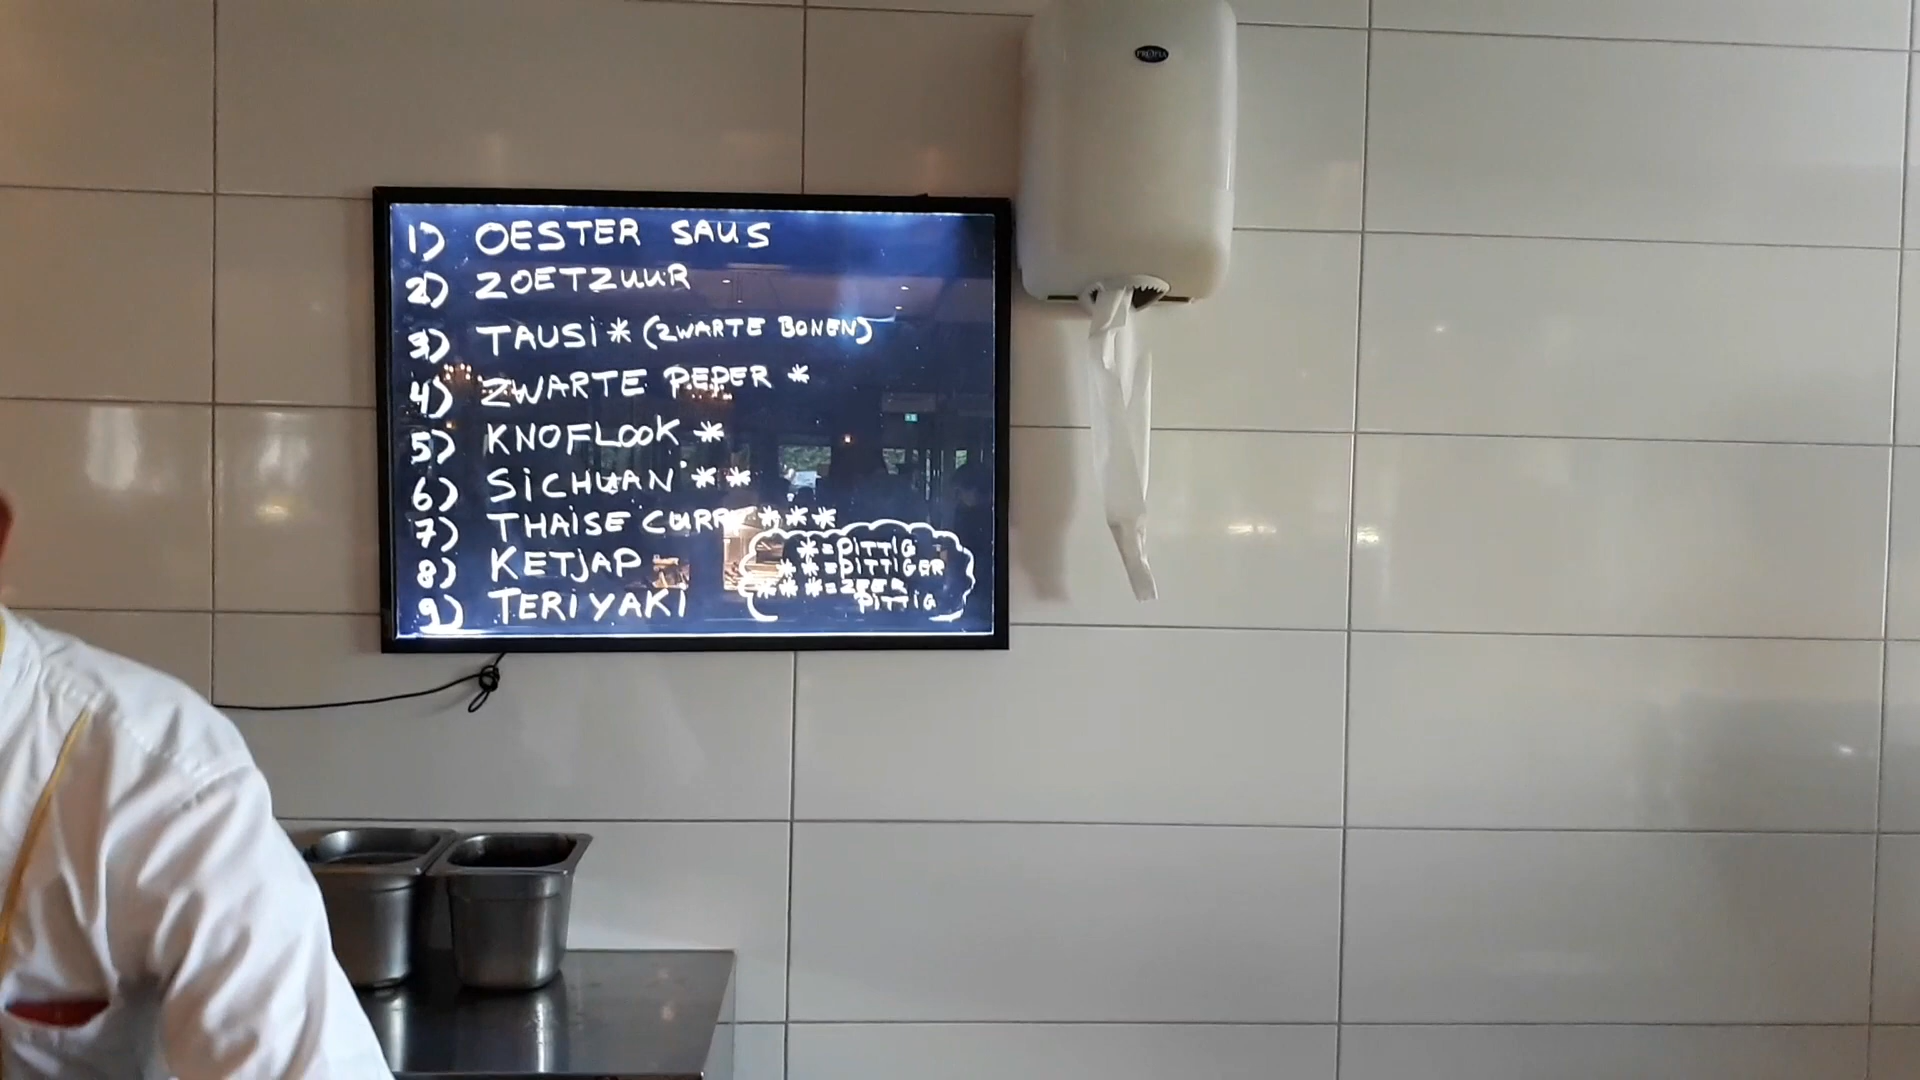 1) OESTER SAUS
2) ZOETZUUR
3) TAUSI * (ZWARTE BONEN)
4) ZWARTE PEPER *
5) KNOFLOOK *
6) SICHUAN * *
7) THAISE CURRY * * *
8) KETJAP
9) TERIYAKI
* = PITTIG
* * = PITTIGER
* * * = ZEER
PITTIG